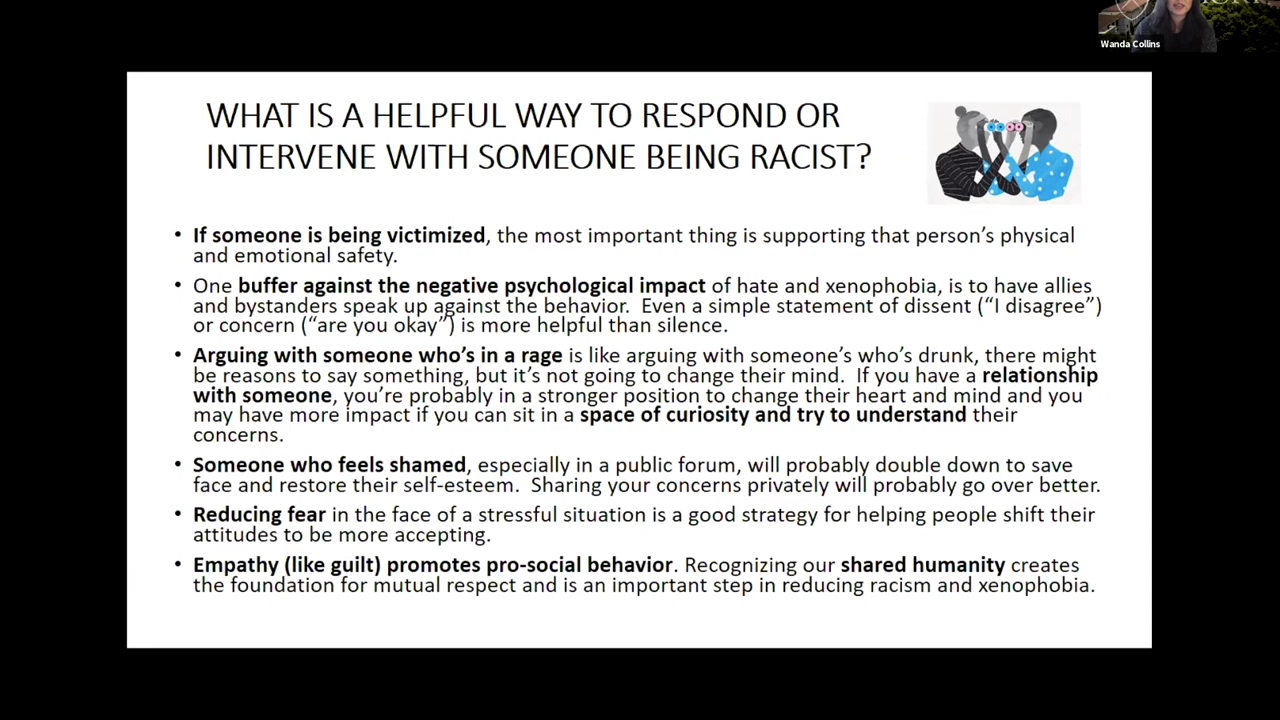 Wanda Collins
WHAT IS A HELPFUL WAY TO RESPOND OR
INTERVENE WITH SOMEONE BEING RACIST?
• If someone is being victimized, the most important thing is supporting that person's physical
and emotional safety.
• One buffer against the negative psychological impact of hate and xenophobia, is to have allies
and bystanders speak up against the behavior.  Even a simple statement of dissent ("I disagree")
or concern ("are you okay") is more helpful than silence.
• Arguing with someone who's in a rage is like arguing with someone's who's drunk, there might
be reasons to say something, but it's not going to change their mind.  If you have a relationship
with someone, you're probably in a stronger position to change their heart and mind and you
may have more impact if you can sit in a space of curiosity and try to understand their
concerns.
• Someone who feels shamed, especially in a public forum, will probably double down to save
face and restore their self-esteem.  Sharing your concerns privately will probably go over better.
• Reducing fear in the face of a stressful situation is a good strategy for helping people shift their
attitudes to be more accepting.
• Empathy (like guilt) promotes pro-social behavior. Recognizing our shared humanity creates
the foundation for mutual respect and is an important step in reducing racism and xenophobia.